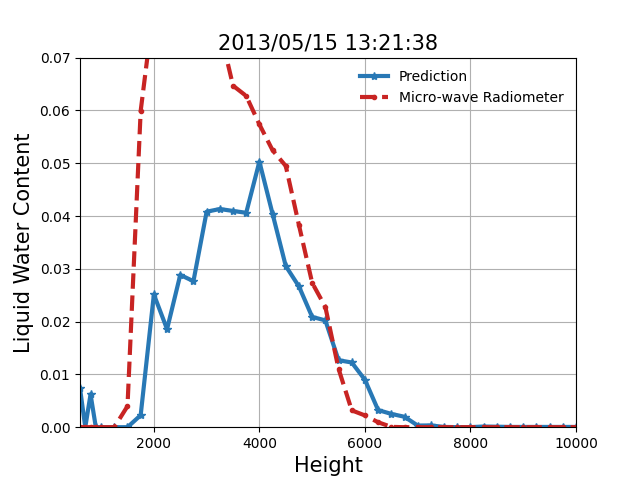 2013/05/15 13:21:38
0.07
0.06
0.05
0.04
0.03
0.02
0.01
0.00
Liquid Water Content
Prediction
Micro-wave Radiometer
2000 4000 6000 8000 10000
Height